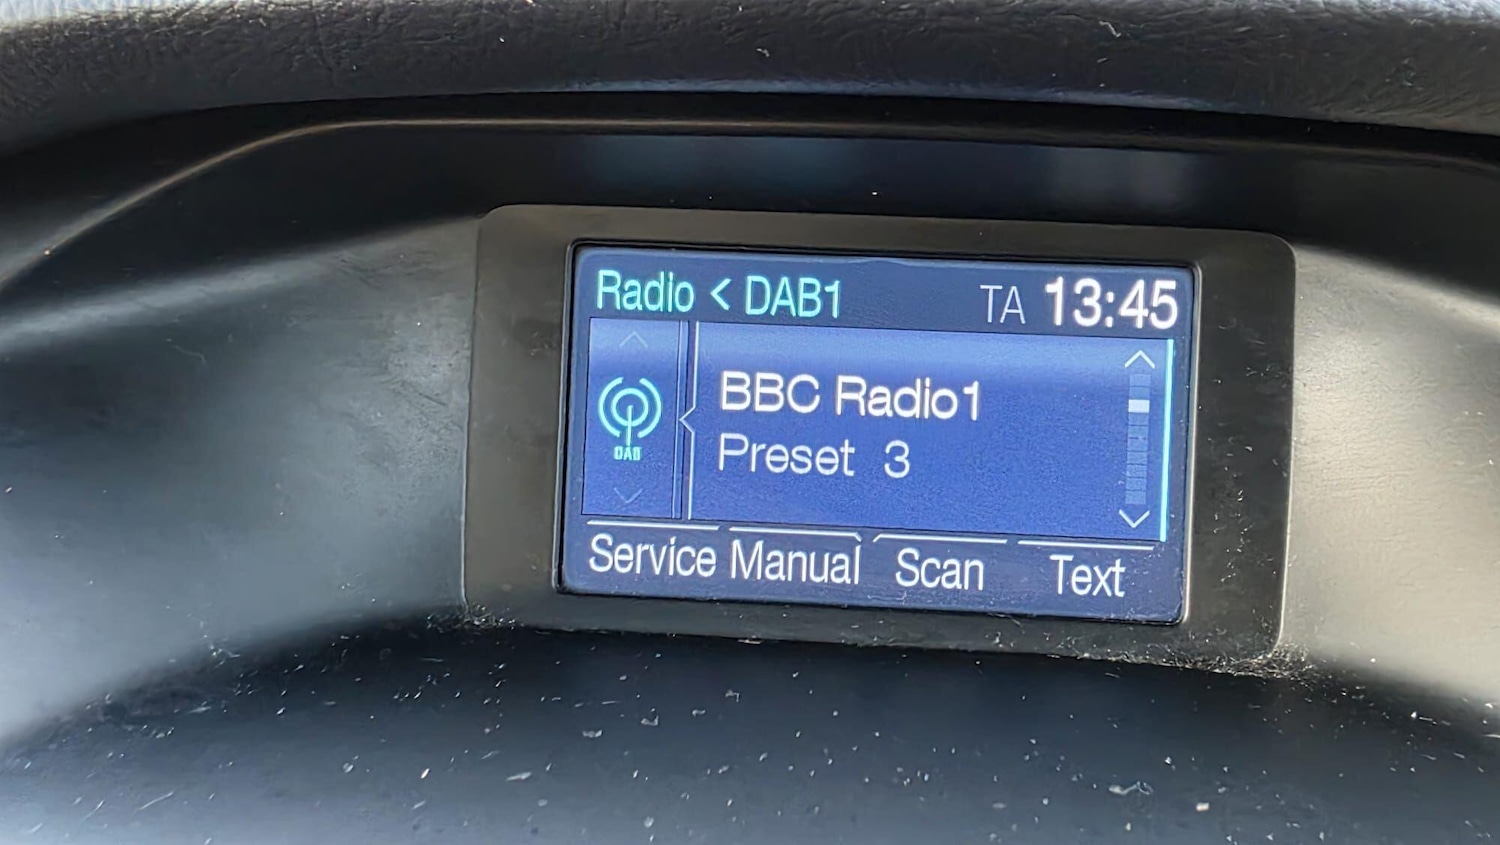 Radio < DAB1 TA 13:45
DAB
BBC Radio1
Preset 3
Service Manual Scan Text